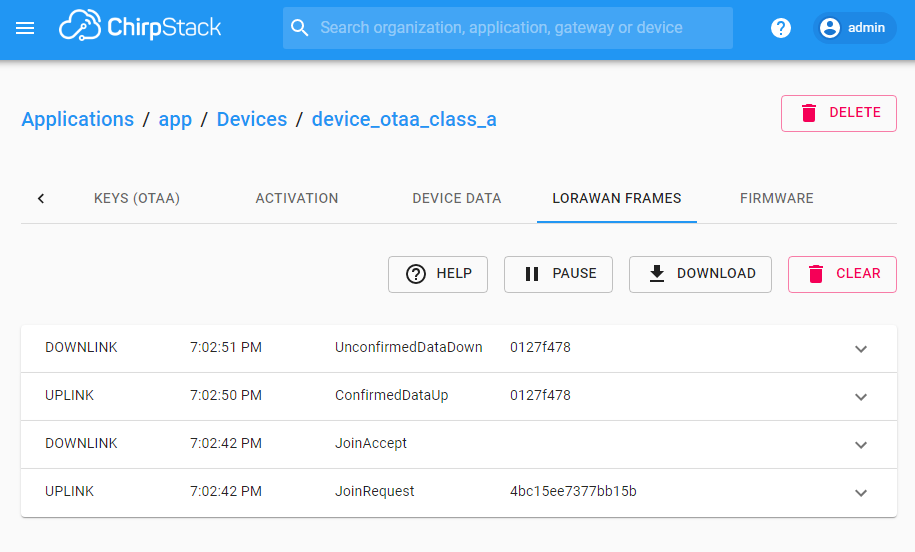 ChirpStack Search organization, application, gateway or device ? admin
Applications / app / Devices / device_otaa_class_a DELETE
KEYS (OTAA) ACTIVATION DEVICE DATA LORAWAN FRAMES FIRMWARE
? HELP PAUSE DOWNLOAD CLEAR
DOWNLINK 7:02:51 PM UnconfirmedDataDown 0127f478
UPLINK 7:02:50 PM ConfirmedDataUp 0127f478
DOWNLINK 7:02:42 PM JoinAccept
UPLINK 7:02:42 PM JoinRequest 4bc15ee7377bb15b